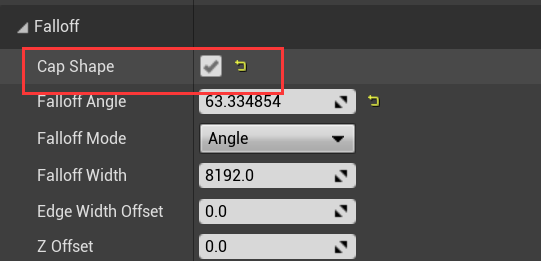 Falloff
Cap Shape
Falloff Angle 63.334854
Falloff Mode Angle
Falloff Width 8192.0
Edge Width Offset 0.0
Z Offset 0.0